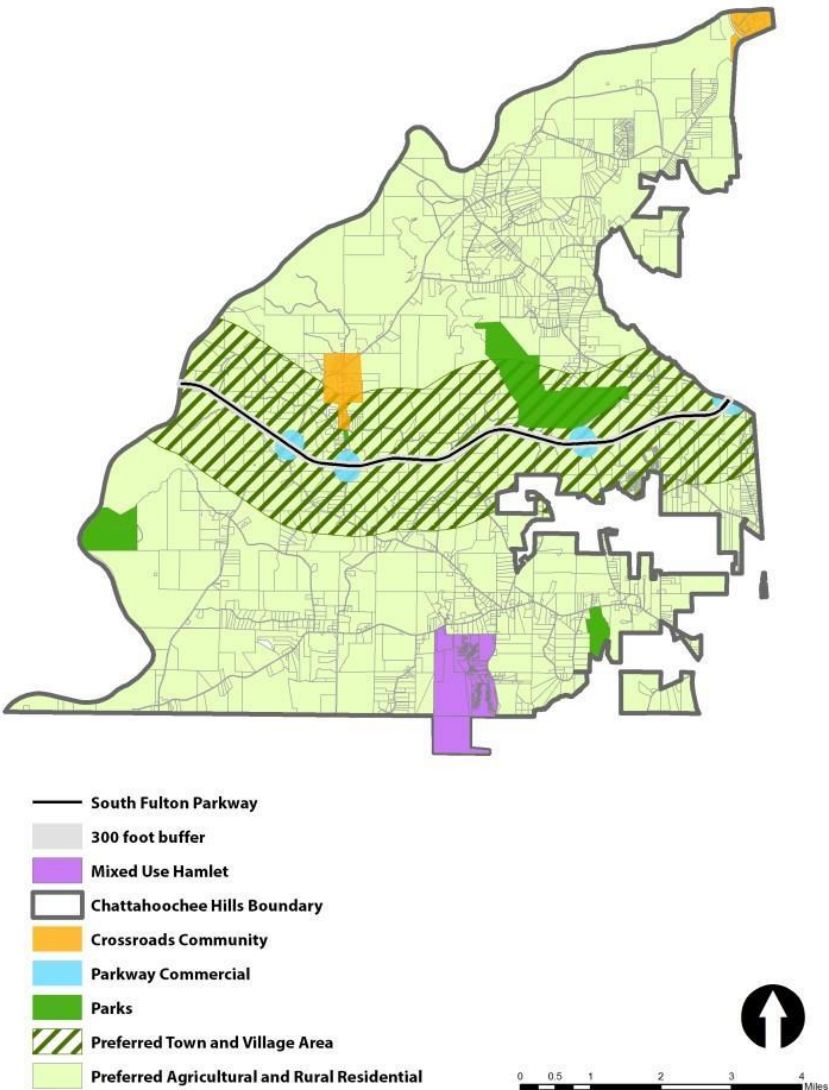 South Fulton Parkway
300 foot buffer
Mixed Use Hamlet
Chattahoochee Hills Boundary
Crossroads Community
Parkway Commercial
Parks
Preferred Town and Village Area
Preferred Agricultural and Rural Residential
0 0.5 1 2 3 4
Miles